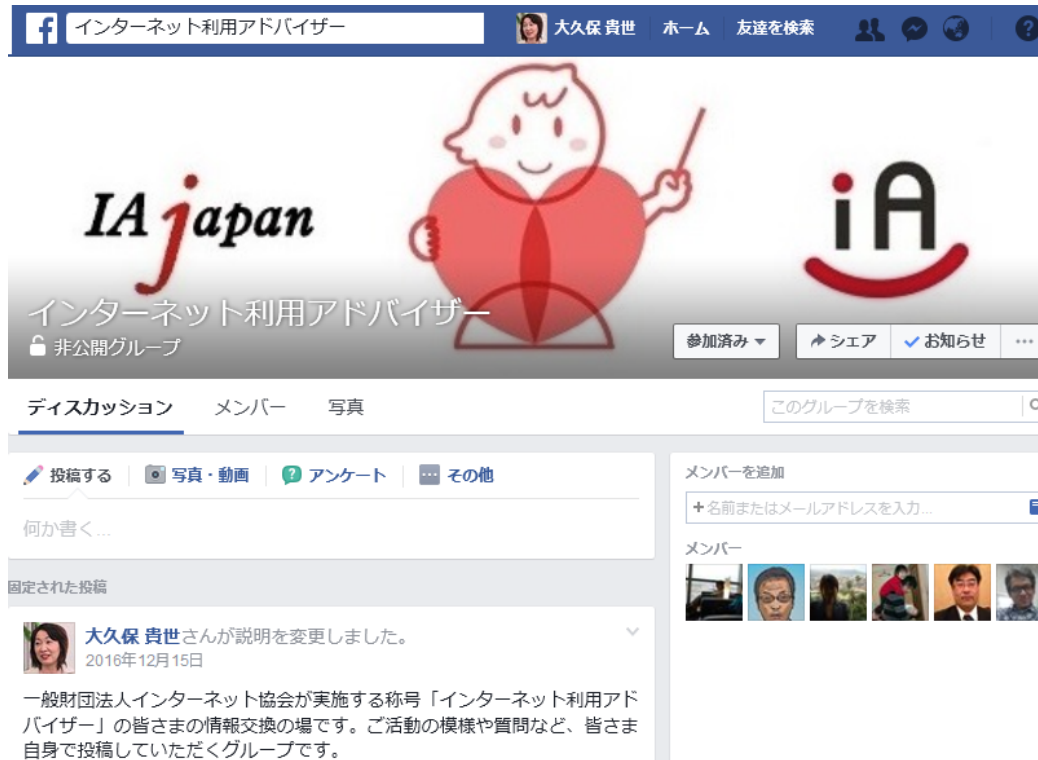 インターネット利用アドバイザー
大久保 貴世 ホーム 友達を検索
IAjapan
iA
インターネット利用アドバイザー
非公開グループ
参加済み シェア お知らせ
ディスカッション メンバー 写真
このグループを検索
投稿する 写真・動画 アンケート その他
何か書く...
メンバーを追加
+名前またはメールアドレスを入力...
メンバー
固定された投稿
大久保 貴世さんが説明を変更しました。
2016年12月15日
一般財団法人インターネット協会が実施する称号「インターネット利用アド
バイザー」の皆さまの情報交換の場です。ご活動の模様や質問など、皆さま
自身で投稿していただくグループです。